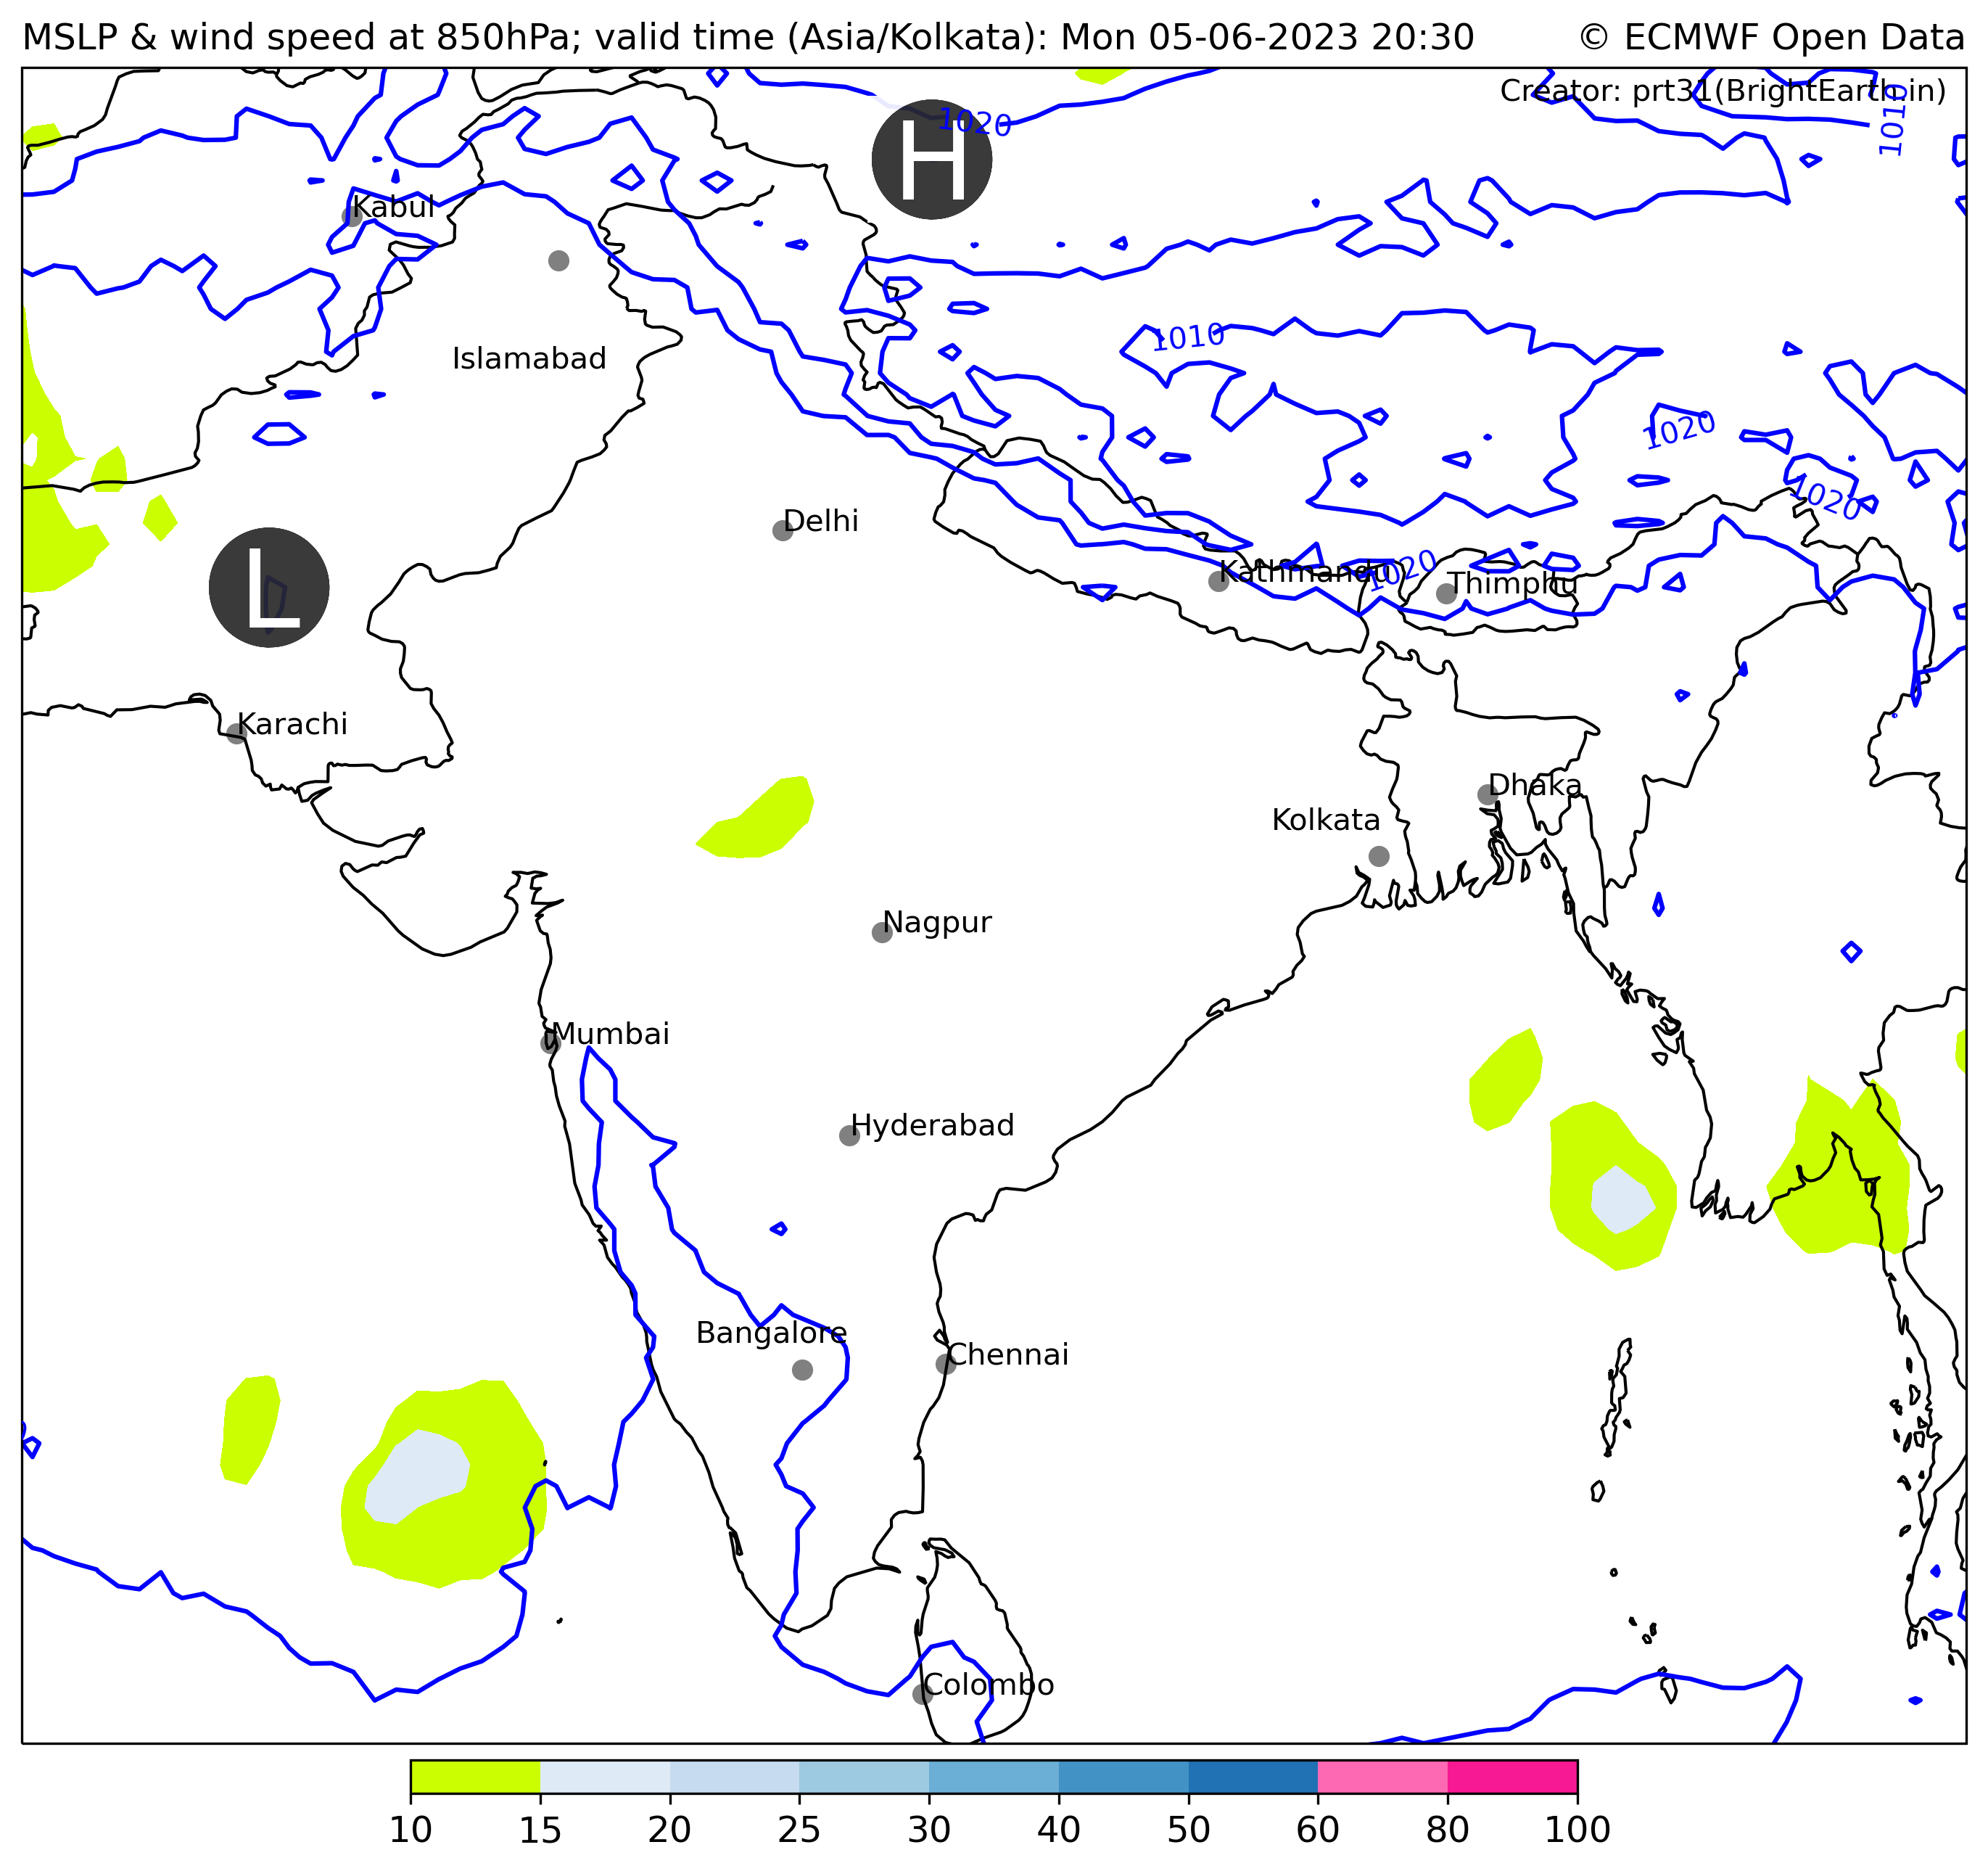 MSLP & wind speed at 850hPa; valid time (Asia/Kolkata): Mon 05-06-2023 20:30
© ECMWF Open Data
Creator: prt31(BrightEarth.in)
H
1020
1010
Kabul
Islamabad
1010
1020
1020
Delhi
L
Kathmandu
1020
Thimphu
Karachi
Dhaka
Kolkata
Nagpur
Mumbai
Hyderabad
Bangalore
Chennai
Colombo
10 15 20 25 30 40 50 60 80 100